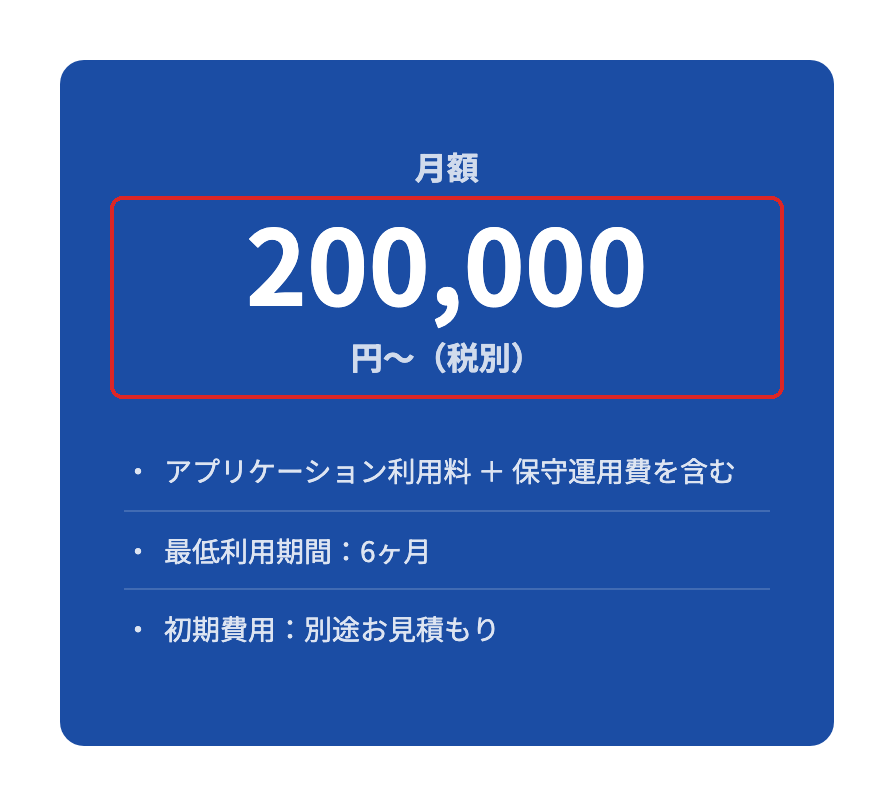 月額
200,000
円〜（税別）
・ アプリケーション利用料 ＋ 保守運用費を含む
・ 最低利用期間：6ヶ月
・ 初期費用：別途お見積もり